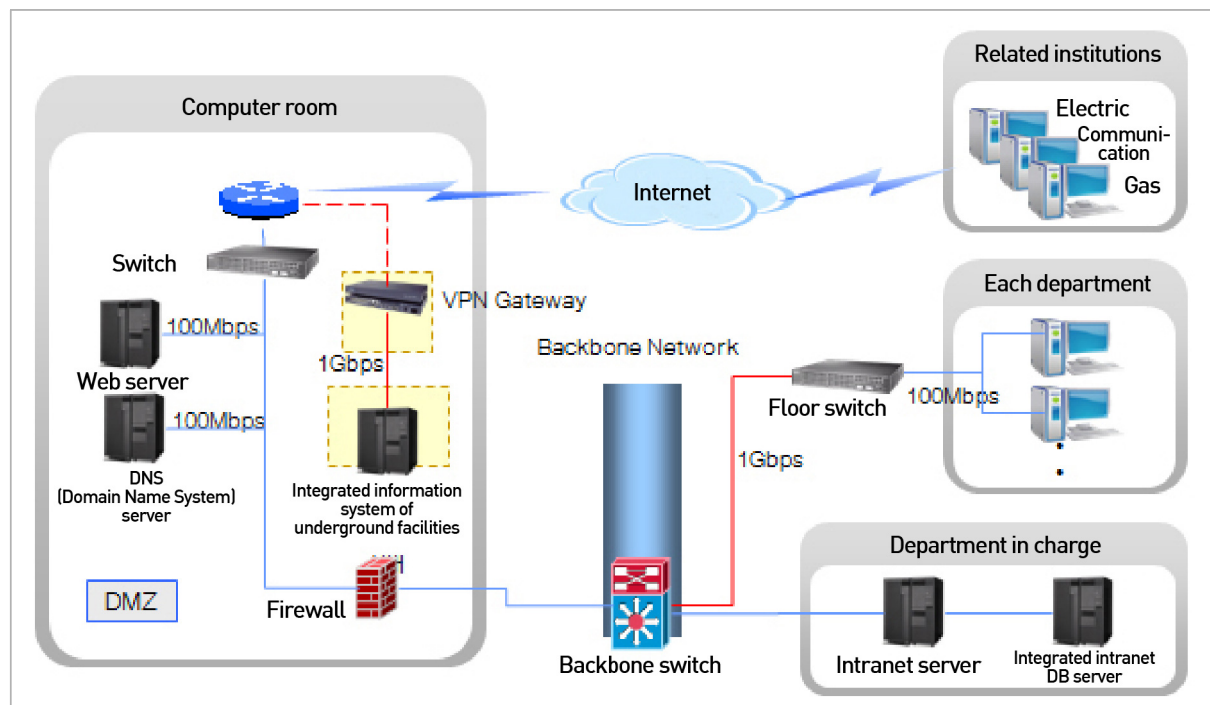 Related institutions
Electric
Communi-
cation
Gas
Computer room
Internet
Switch
VPN Gateway
100Mbps
Web server
1Gbps
100Mbps
DNS
(Domain Name System)
server
Integrated information
system of
underground facilities
DMZ
Firewall
Backbone Network
Backbone switch
Each department
Floor switch
100Mbps
1Gbps
Department in charge
Intranet server
Integrated intranet
DB server